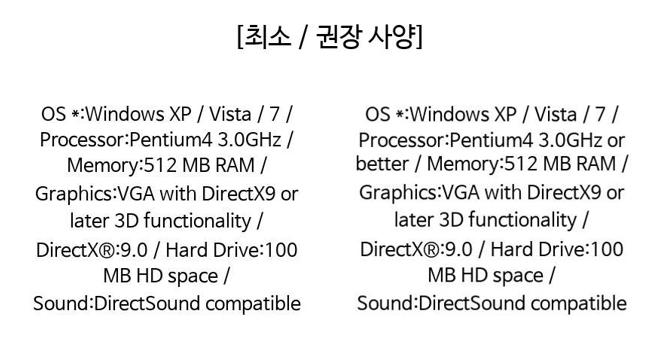 [최소 / 권장 사양]
OS *:Windows XP / Vista / 7 /
Processor:Pentium4 3.0GHz /
Memory:512 MB RAM /
Graphics:VGA with DirectX9 or
later 3D functionality /
DirectX®:9.0 / Hard Drive:100
MB HD space /
Sound:DirectSound compatible
OS *:Windows XP / Vista / 7 /
Processor:Pentium4 3.0GHz or
better / Memory:512 MB RAM /
Graphics:VGA with DirectX9 or
later 3D functionality /
DirectX®:9.0 / Hard Drive:100
MB HD space /
Sound:DirectSound compatible